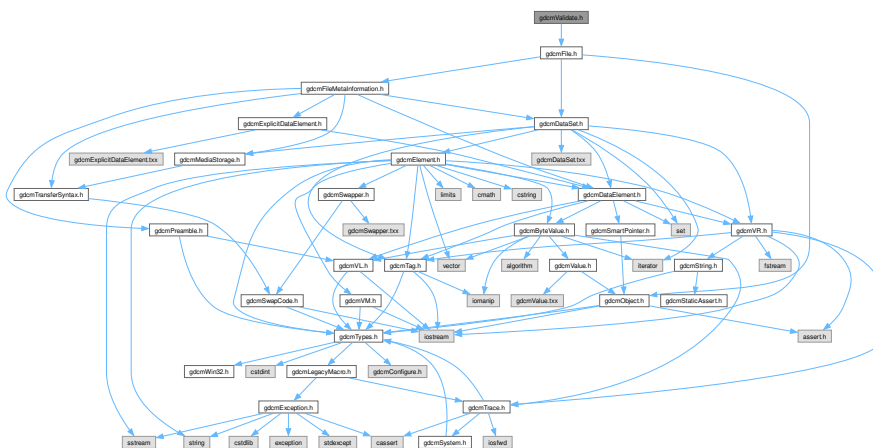 gdcmValidate.h
gdcmFile.h
gdcmFileMetaInformation.h
gdcmExplicitDataElement.h
gdcmDataSet.h
gdcmExplicitDataElement.txx
gdcmMediaStorage.h
gdcmElement.h
gdcmDataSet.txx
gdcmTransferSyntax.h
gdcmSwapper.h
limits
cmath
cstring
gdcmDataElement.h
gdcmPreamble.h
gdcmSwapper.txx
gdcmByteValue.h
gdcmSmartPointer.h
set
gdcmVR.h
gdcmVL.h
gdcmTag.h
vector
algorithm
gdcmValue.h
iterator
gdcmString.h
fstream
gdcmSwapCode.h
gdcmVM.h
iomanip
gdcmValue.txx
gdcmObject.h
gdcmStaticAssert.h
gdcmTypes.h
iostream
assert.h
gdcmWin32.h
cstdint
gdcmLegacyMacro.h
gdcmConfigure.h
gdcmException.h
gdcmTrace.h
sstream
string
cstdlib
exception
stdexcept
cassert
gdcmSystem.h
iosfwd